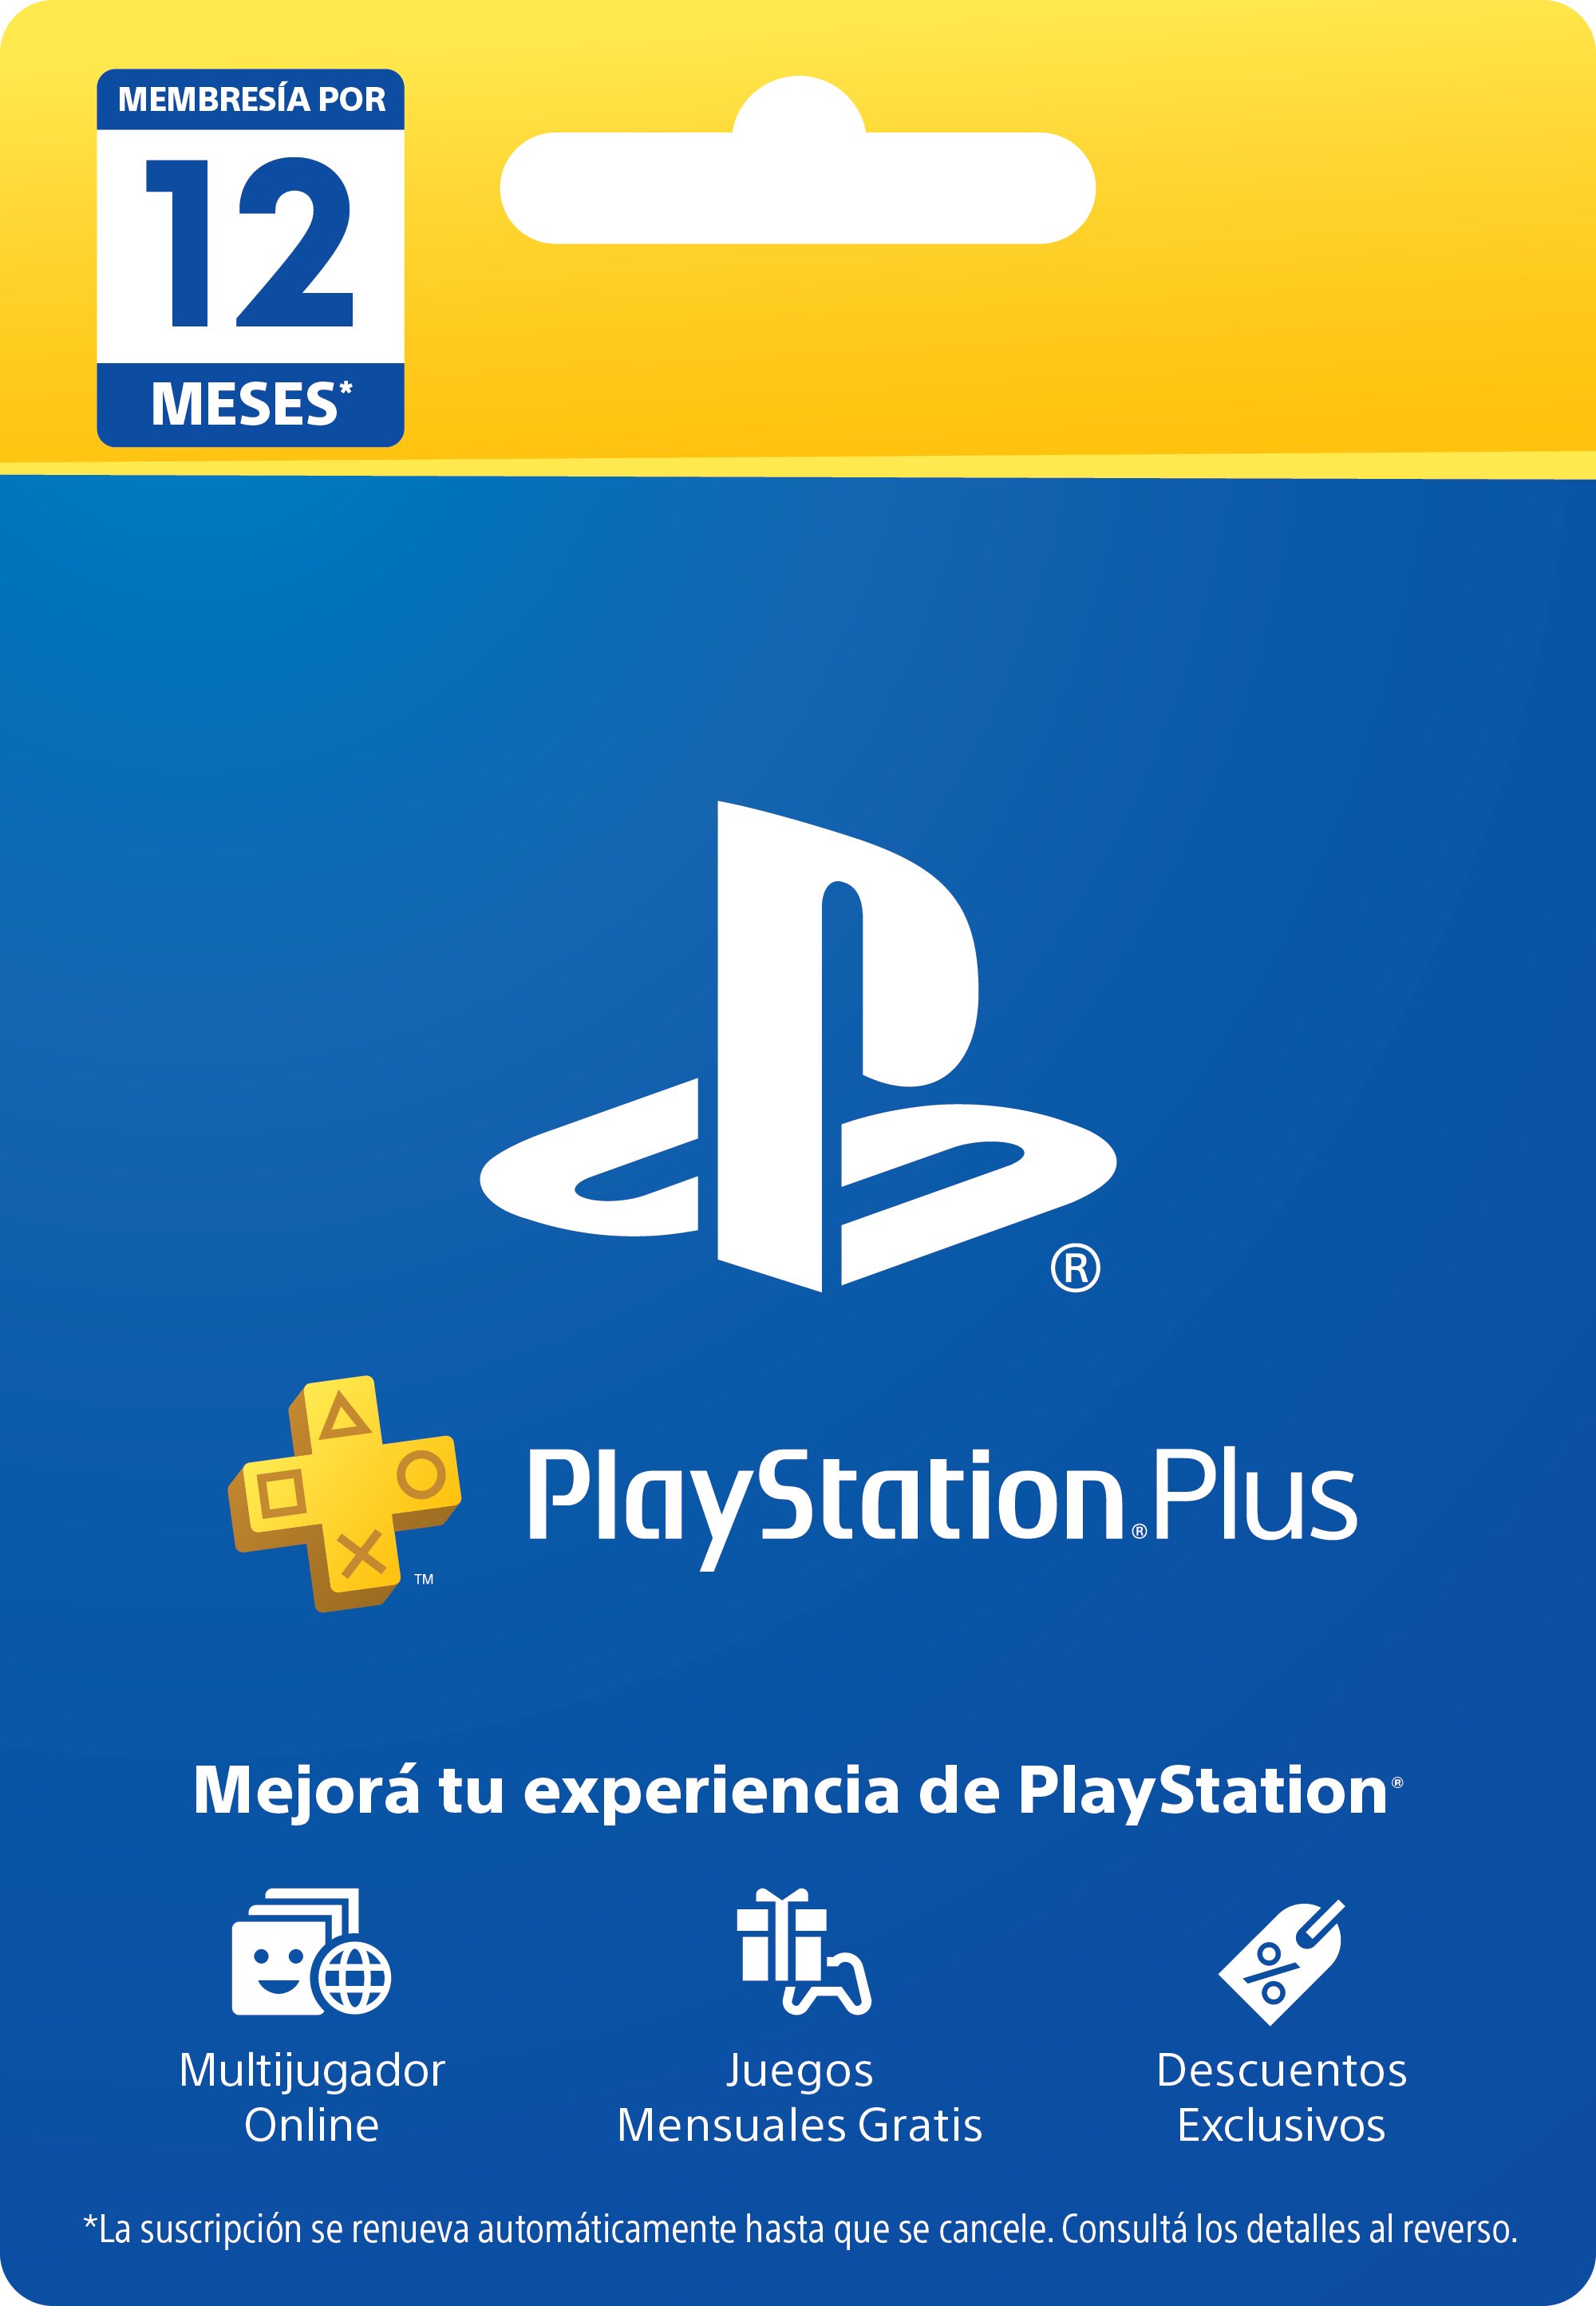 MEMBRESÍA POR
12
MESES*
®
PlayStation®Plus
™
Mejorá tu experiencia de PlayStation®
Multijugador
Online
Juegos
Mensuales Gratis
Descuentos
Exclusivos
*La suscripción se renueva automáticamente hasta que se cancele. Consultá los detalles al reverso.